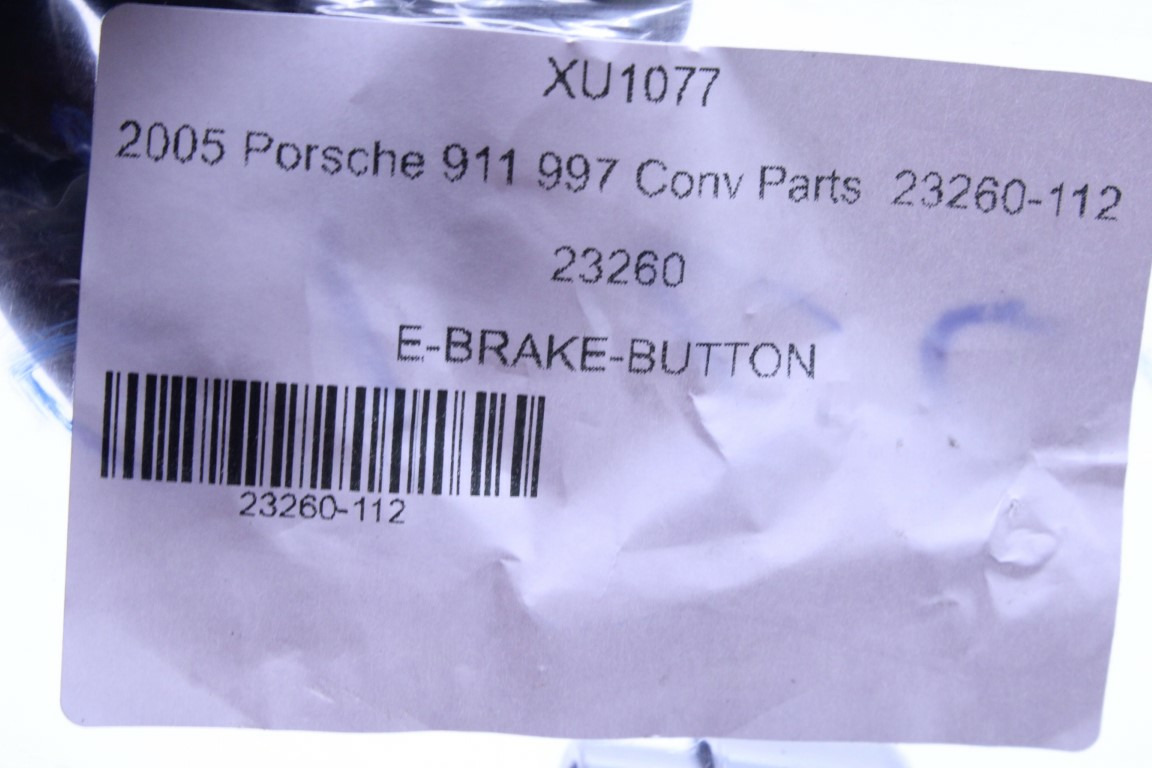 XU1077
2005 Porsche 911 997 Conv Parts 23260-112
23260
E-BRAKE-BUTTON
23260-112